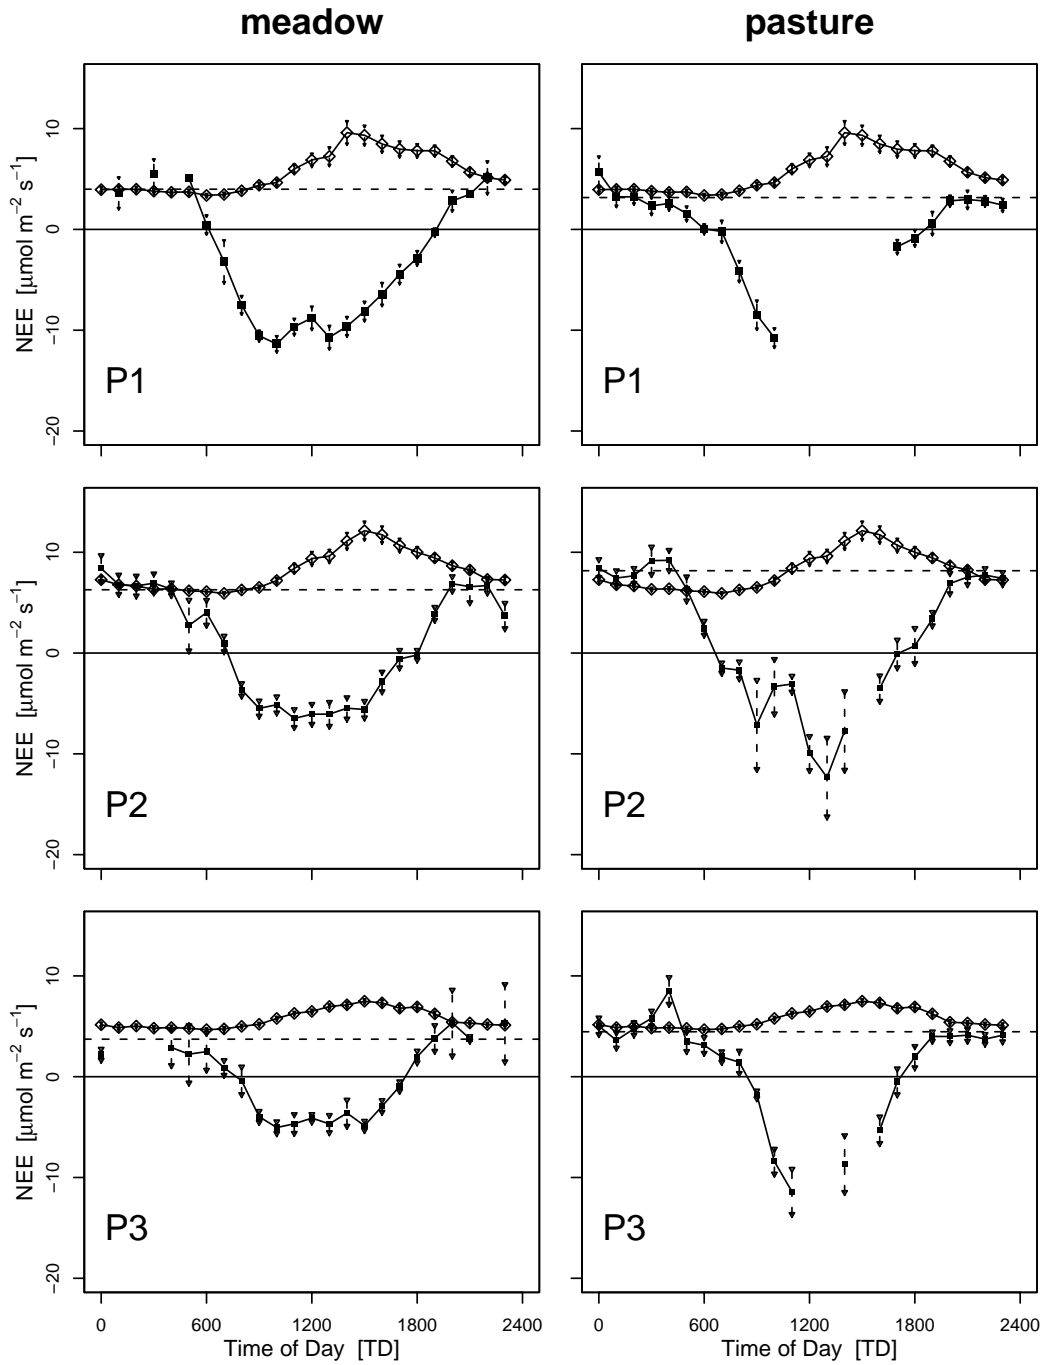 meadow pasture
NEE [µmol m⁻² s⁻¹]
10
0
−10
−20
P1
P1
NEE [µmol m⁻² s⁻¹]
10
0
−10
−20
P2
P2
NEE [µmol m⁻² s⁻¹]
10
0
−10
−20
P3
P3
0 600 1200 1800 2400 0 600 1200 1800 2400
Time of Day [TD] Time of Day [TD]